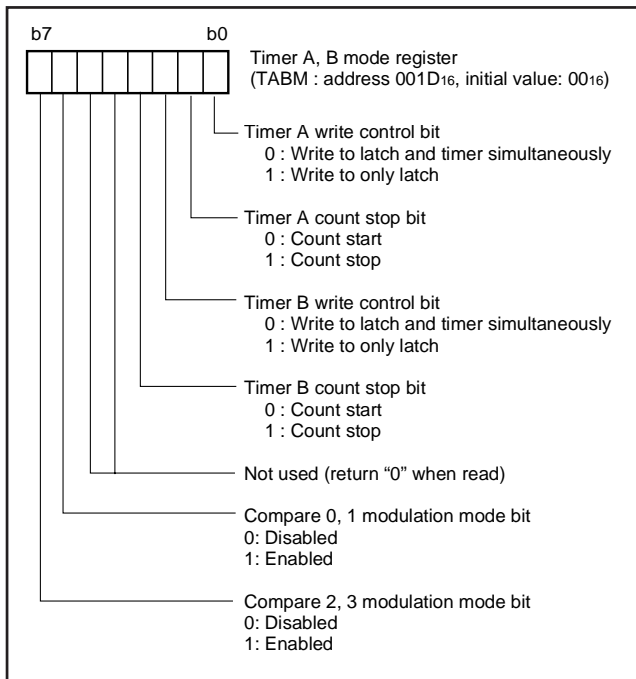 b7 b0
Timer A, B mode register
(TABM : address 001D16, initial value: 0016)
Timer A write control bit
0 : Write to latch and timer simultaneously
1 : Write to only latch
Timer A count stop bit
0 : Count start
1 : Count stop
Timer B write control bit
0 : Write to latch and timer simultaneously
1 : Write to only latch
Timer B count stop bit
0 : Count start
1 : Count stop
Not used (return “0” when read)
Compare 0, 1 modulation mode bit
0: Disabled
1: Enabled
Compare 2, 3 modulation mode bit
0: Disabled
1: Enabled